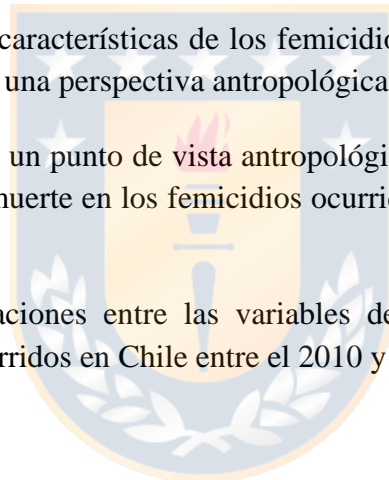 características de los femicidio
una perspectiva antropológica
un punto de vista antropológi
muerte en los femicidios ocurri
aciones entre las variables de
rridos en Chile entre el 2010 y